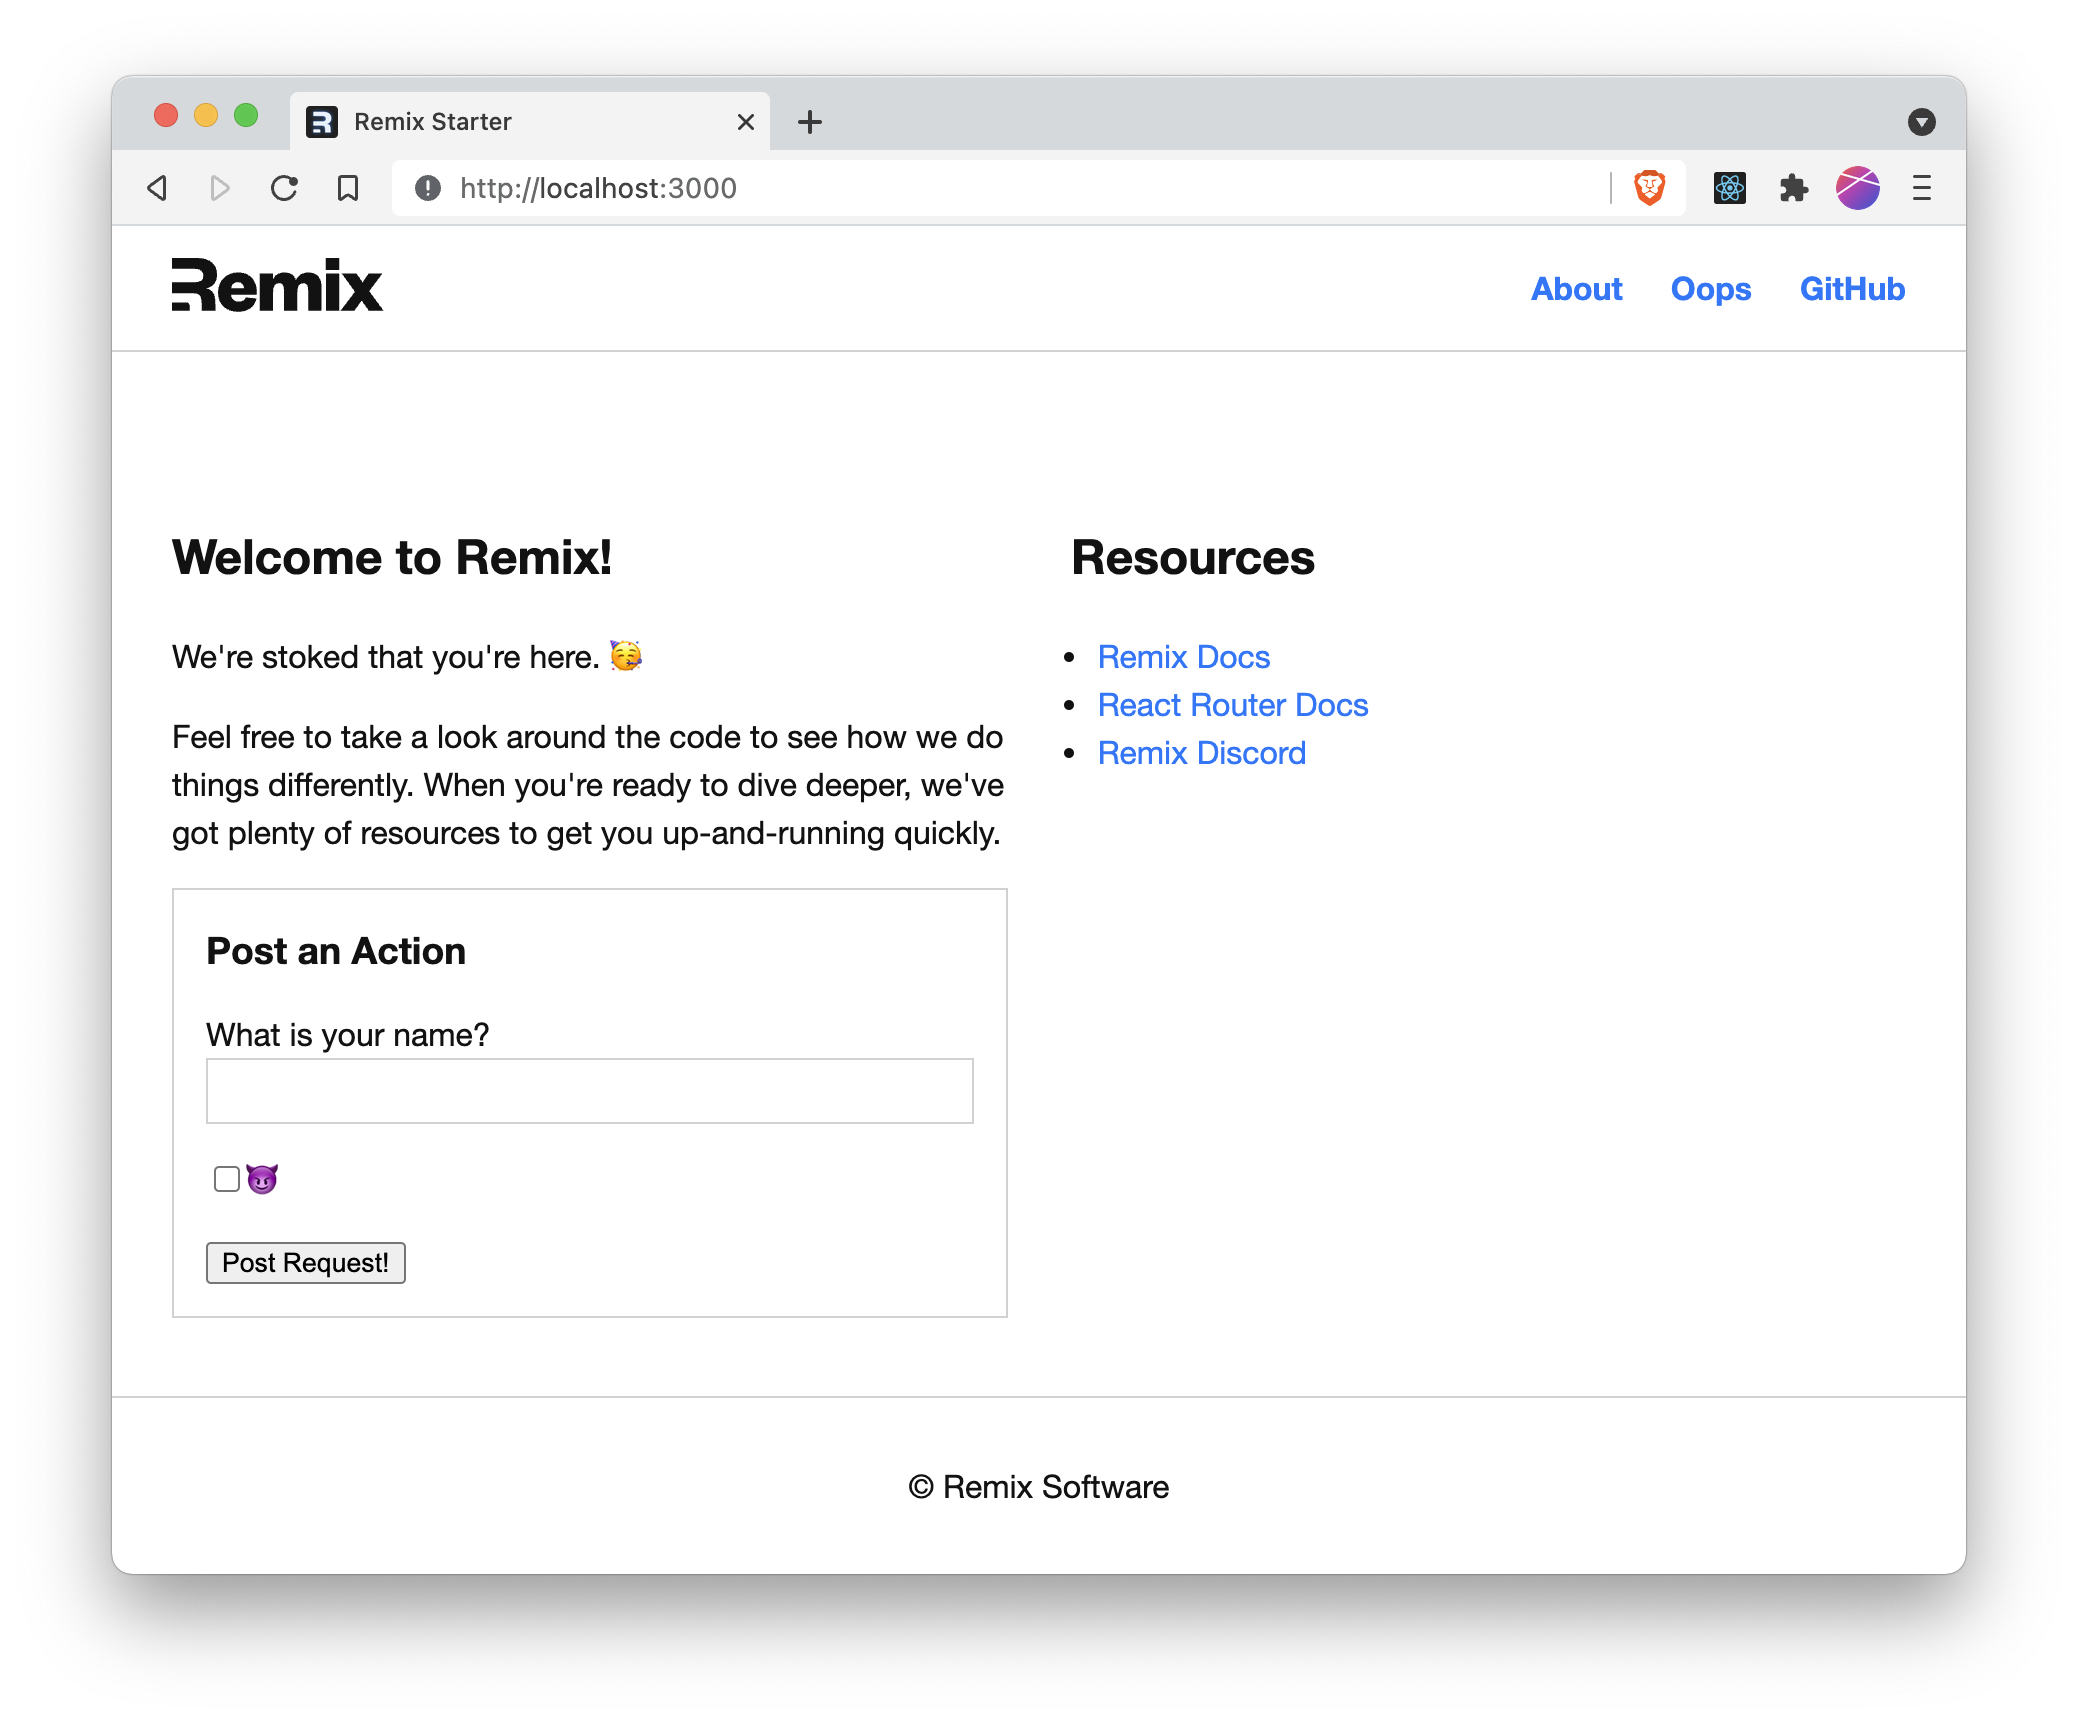 Remix Starter
http://localhost:3000
Remix
About Oops GitHub
Welcome to Remix!
We're stoked that you're here. 🥳
Feel free to take a look around the code to see how we do
things differently. When you're ready to dive deeper, we've
got plenty of resources to get you up-and-running quickly.
Post an Action
What is your name?
😈
Post Request!
Resources
Remix Docs
React Router Docs
Remix Discord
© Remix Software